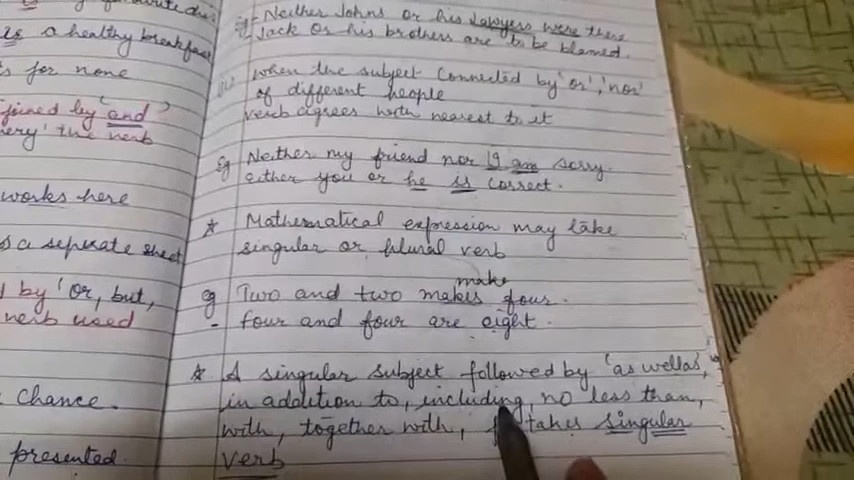 is a healthy breakfast
s for none
joined by 'and'
ery' the verb
works here
s a seperate sheet
d by 'Or, but,
verb used
Chance.
presented.
eg- Neither Johns Or his Lawyers were there
Jack Or his brothers are to be blamed.
When the subject Connected by 'or', 'nor'
of different people
verb agrees with nearest to it
Eg Neither my friend nor I am sorry.
either you or he is correct.
* Mathematical expression may take
singular or plural verb
make
eg Two and two makes four.
- four and four are eight.
* A singular subject followed by 'as well as',
in addition to, including, no less than,
with, together with, takes singular
verb